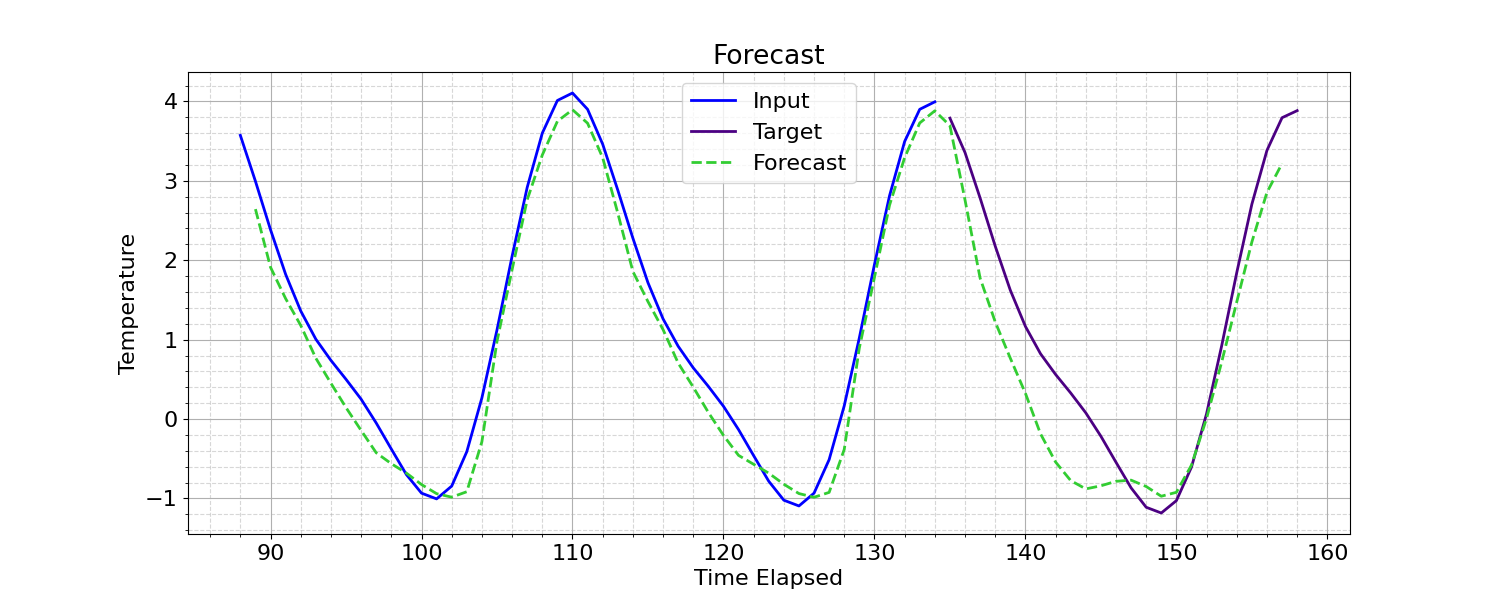 Forecast
Input
Target
Forecast
Temperature
4
3
2
1
0
−1
90 100 110 120 130 140 150 160
Time Elapsed